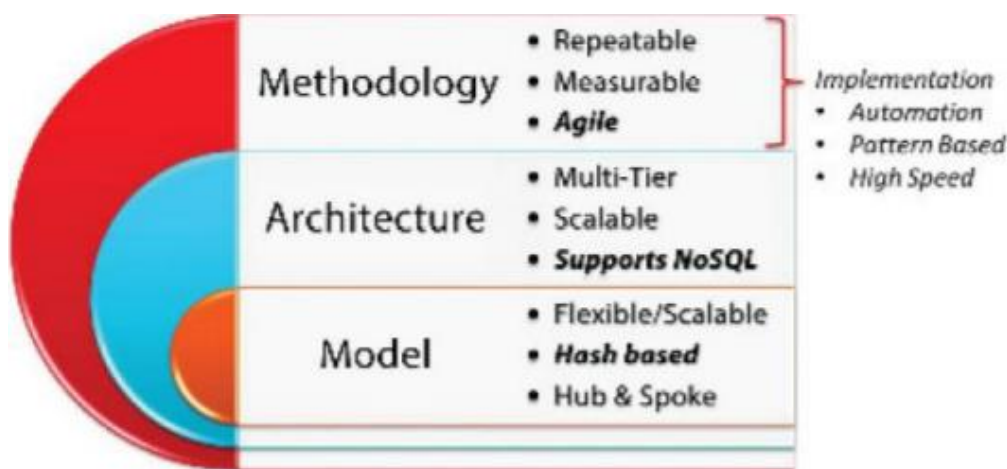 Methodology
• Repeatable
• Measurable
• Agile
Implementation
• Automation
• Pattern Based
• High Speed
Architecture
• Multi-Tier
• Scalable
• Supports NoSQL
Model
• Flexible/Scalable
• Hash based
• Hub & Spoke